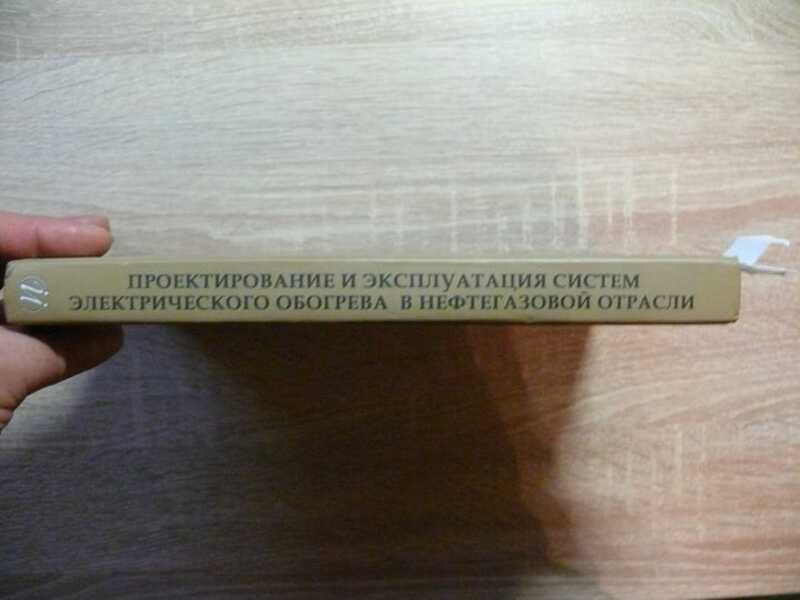 ПРОЕКТИРОВАНИЕ И ЭКСПЛУАТАЦИЯ СИСТЕМ
ЭЛЕКТРИЧЕСКОГО ОБОГРЕВА В НЕФТЕГАЗОВОЙ ОТРАСЛИ